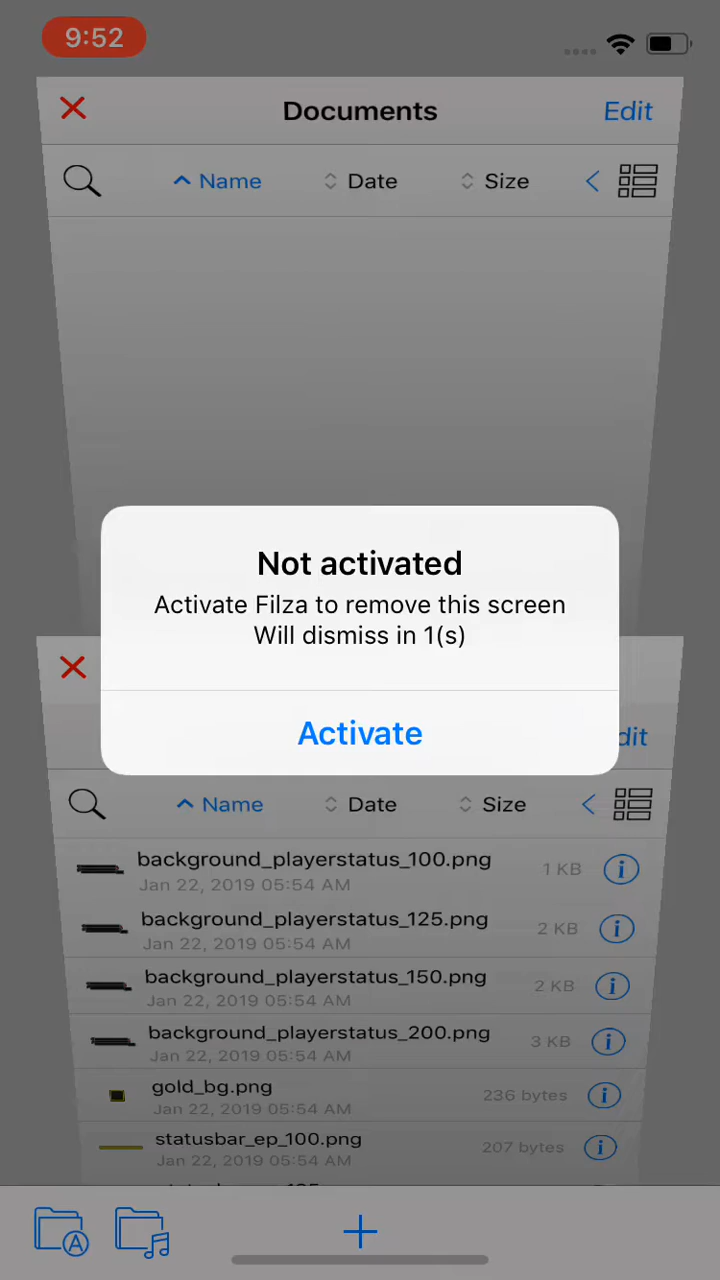 9:52
Documents
Edit
Name
Date
Size
Not activated
Activate Filza to remove this screen
Will dismiss in 1(s)
Activate
dit
Name
Date
Size
background_playerstatus_100.png
Jan 22, 2019 05:54 AM
1 KB
background_playerstatus_125.png
Jan 22, 2019 05:54 AM
2 KB
background_playerstatus_150.png
Jan 22, 2019 05:54 AM
2 KB
background_playerstatus_200.png
Jan 22, 2019 05:54 AM
3 KB
gold_bg.png
Jan 22, 2019 05:54 AM
236 bytes
statusbar_ep_100.png
Jan 22, 2019 05:54 AM
207 bytes